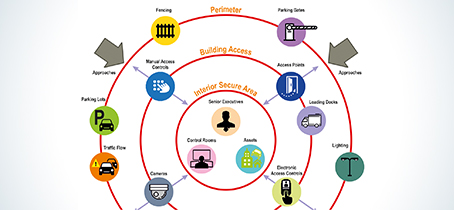 Perimeter
Fencing
Parking Gates
Building Access
Approaches
Manual Access
Controls
Access Points
Approaches
Interior Secure Area
Parking Lots
P
Senior Executives
Loading Docks
Traffic Flow
Control Rooms
Assets
Lighting
Cameras
Electronic
Access Controls